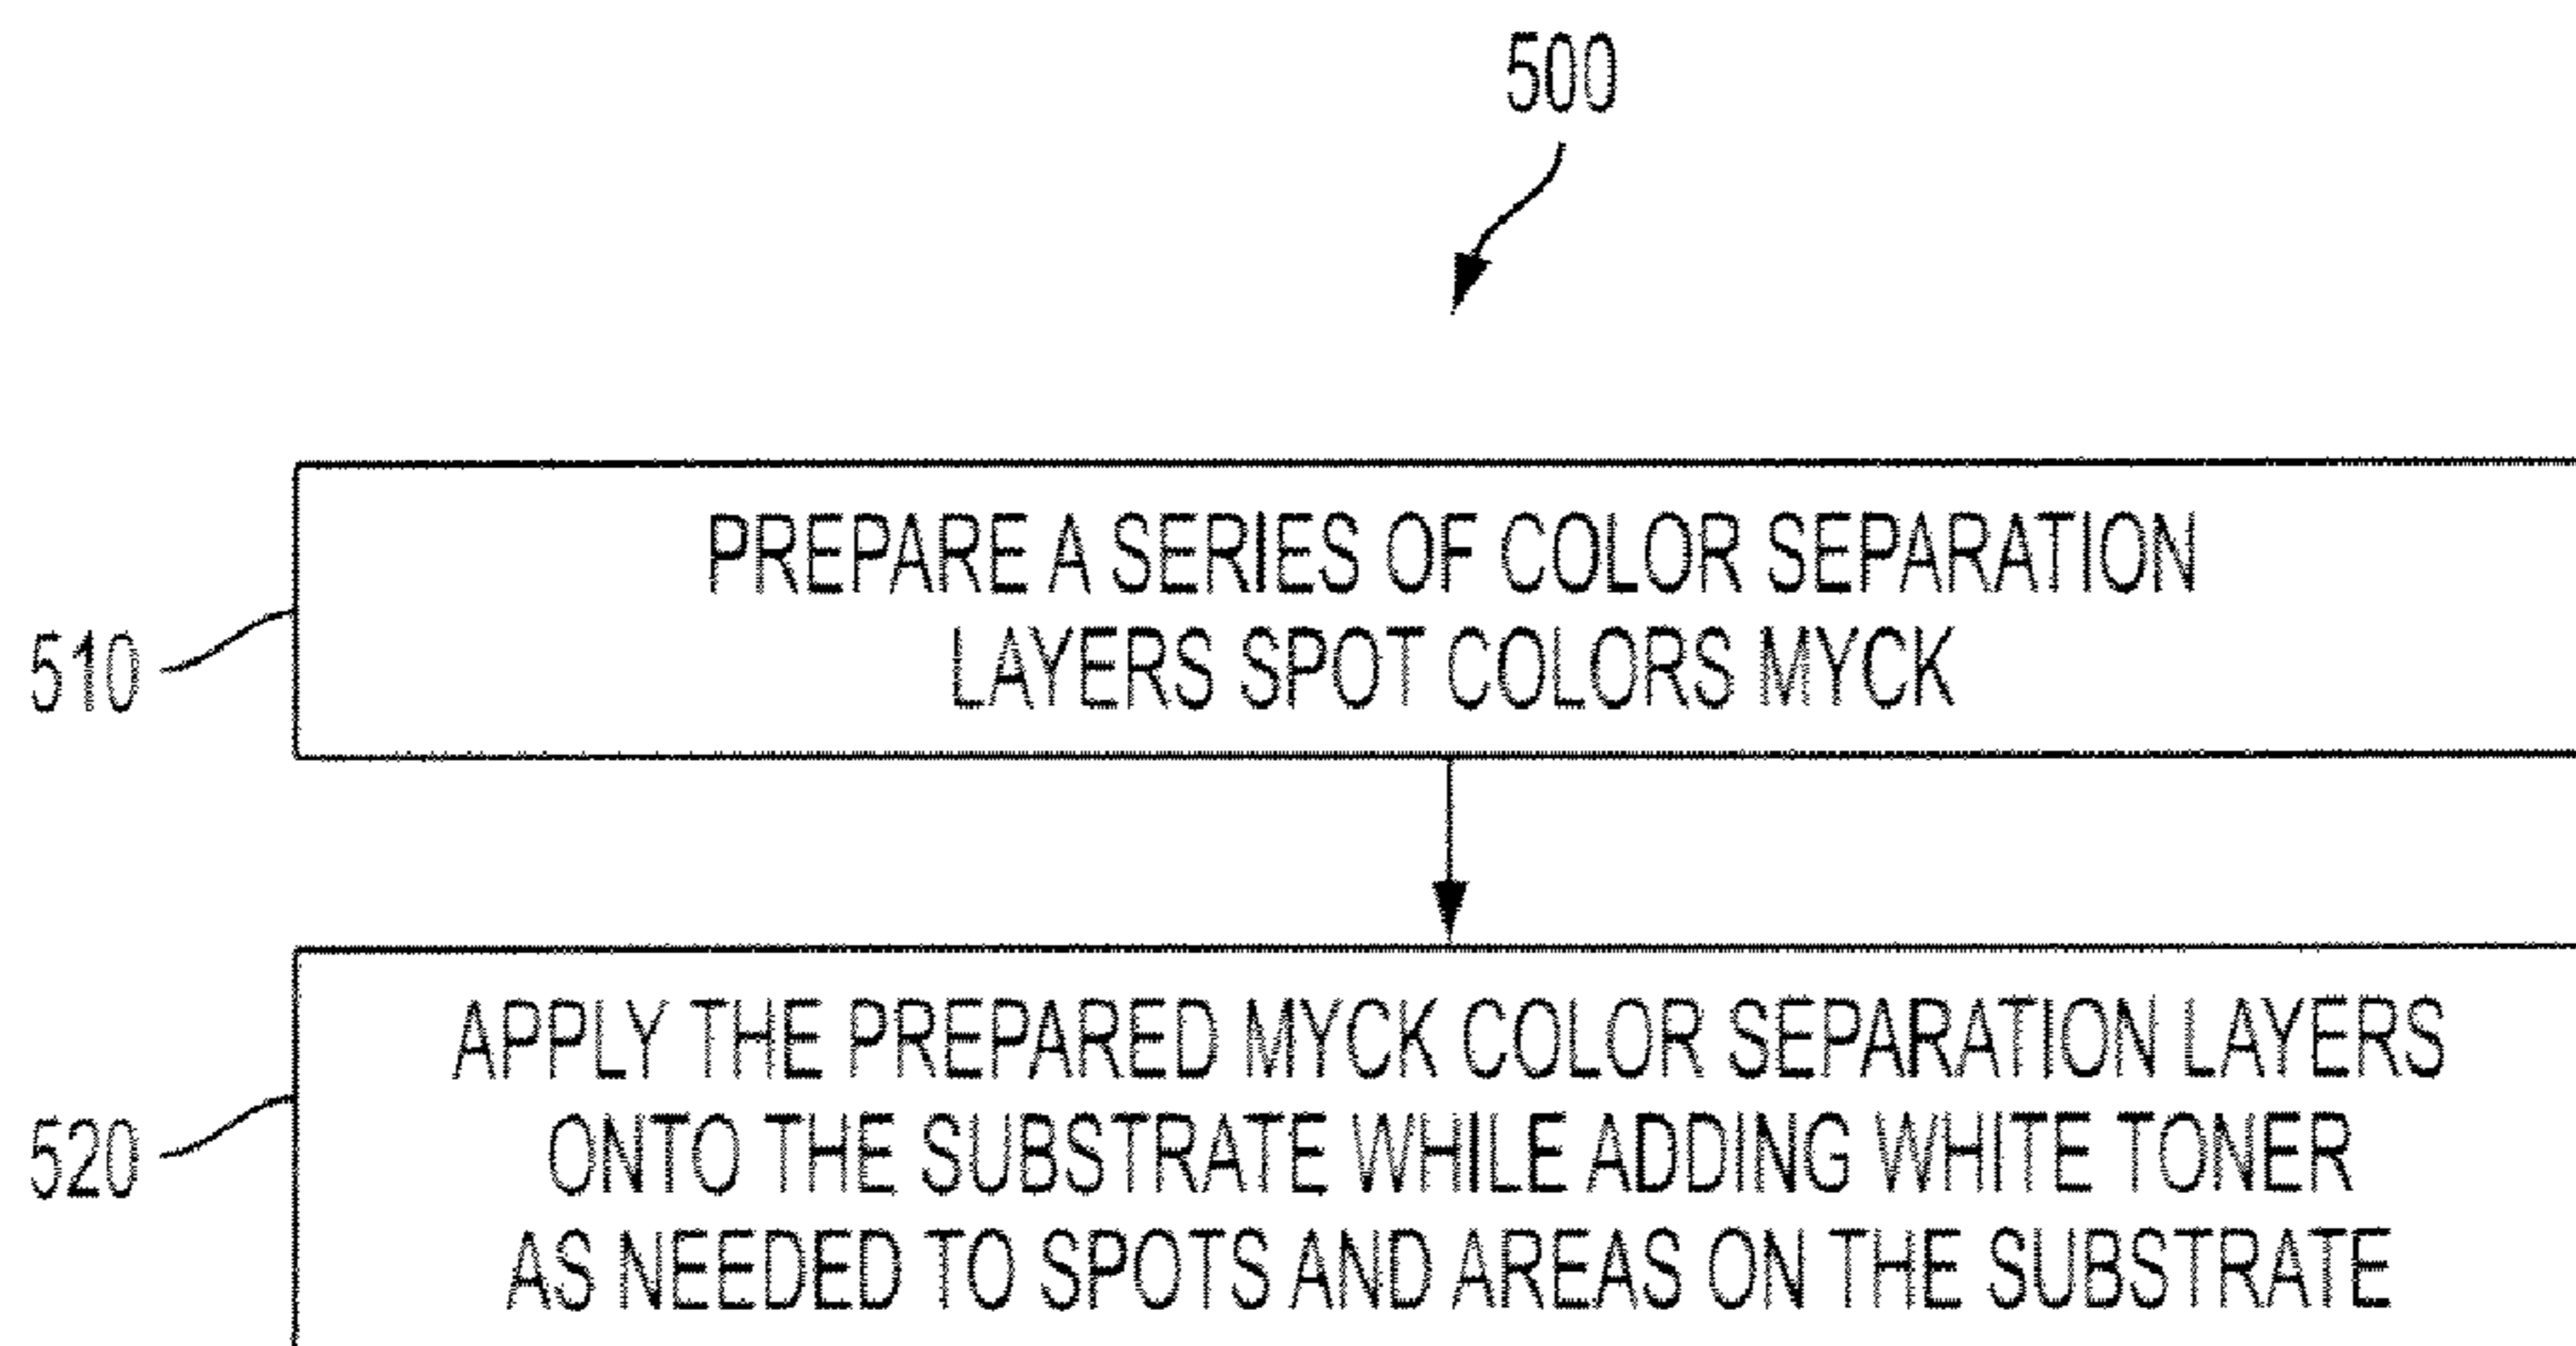 500
PREPARE A SERIES OF COLOR SEPARATION
LAYERS SPOT COLORS MYCK
510
APPLY THE PREPARED MYCK COLOR SEPARATION LAYERS
ONTO THE SUBSTRATE WHILE ADDING WHITE TONER
AS NEEDED TO SPOTS AND AREAS ON THE SUBSTRATE
520